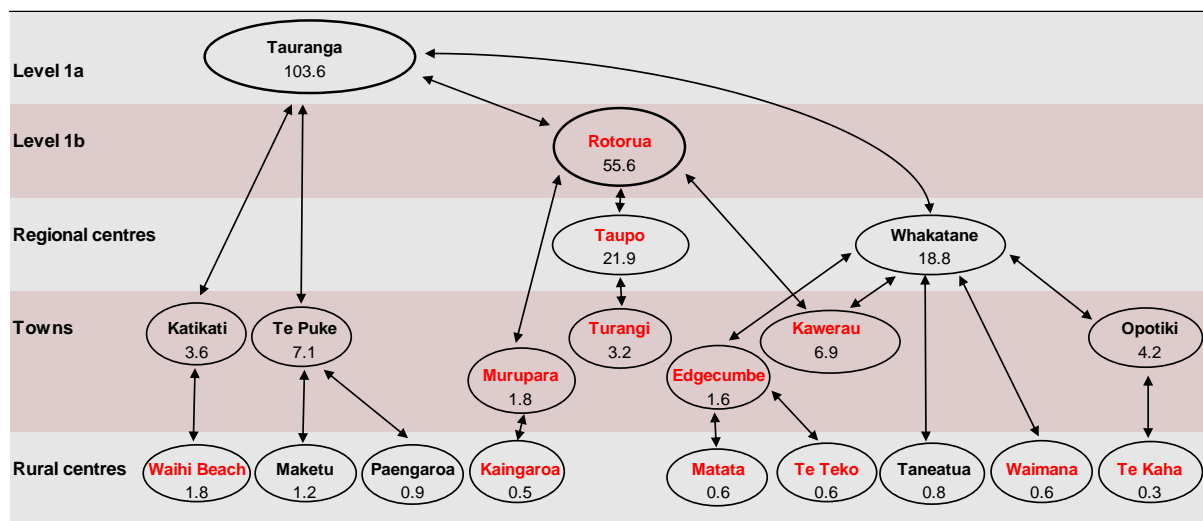 Tauranga
103.6
Level 1a
Level 1b
Rotorua
55.6
Regional centres
Taupo
21.9
Whakatane
18.8
Towns
Katikati
3.6
Te Puke
7.1
Turangi
3.2
Kawerau
6.9
Opotiki
4.2
Murupara
1.8
Edgecumbe
1.6
Rural centres
Waihi Beach
1.8
Maketu
1.2
Paengaroa
0.9
Kaingaroa
0.5
Matata
0.6
Te Teko
0.6
Taneatua
0.8
Waimana
0.6
Te Kaha
0.3